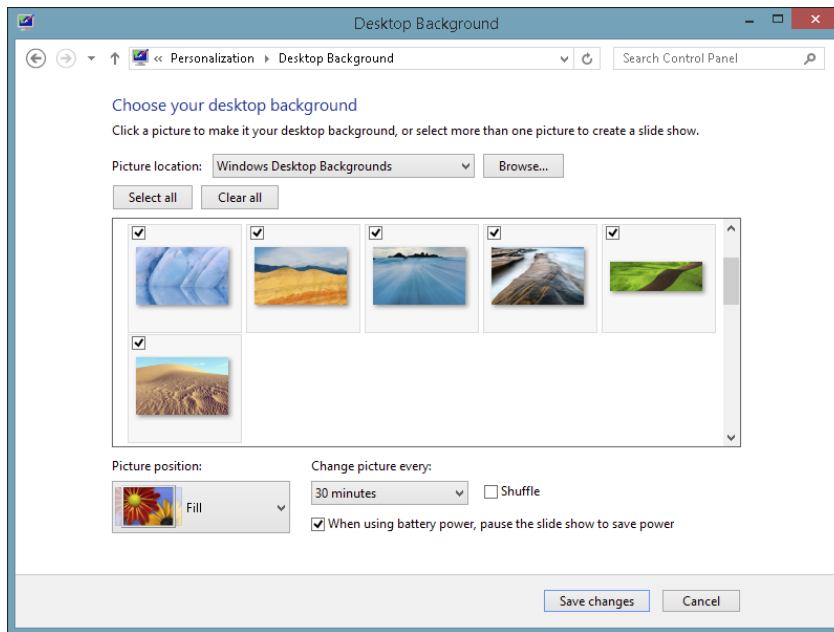 Desktop Background
« Personalization Desktop Background
Search Control Panel
Choose your desktop background
Click a picture to make it your desktop background, or select more than one picture to create a slide show.
Picture location: Windows Desktop Backgrounds Browse...
Select all Clear all
Picture position: Change picture every:
Fill 30 minutes Shuffle
When using battery power, pause the slide show to save power
Save changes Cancel